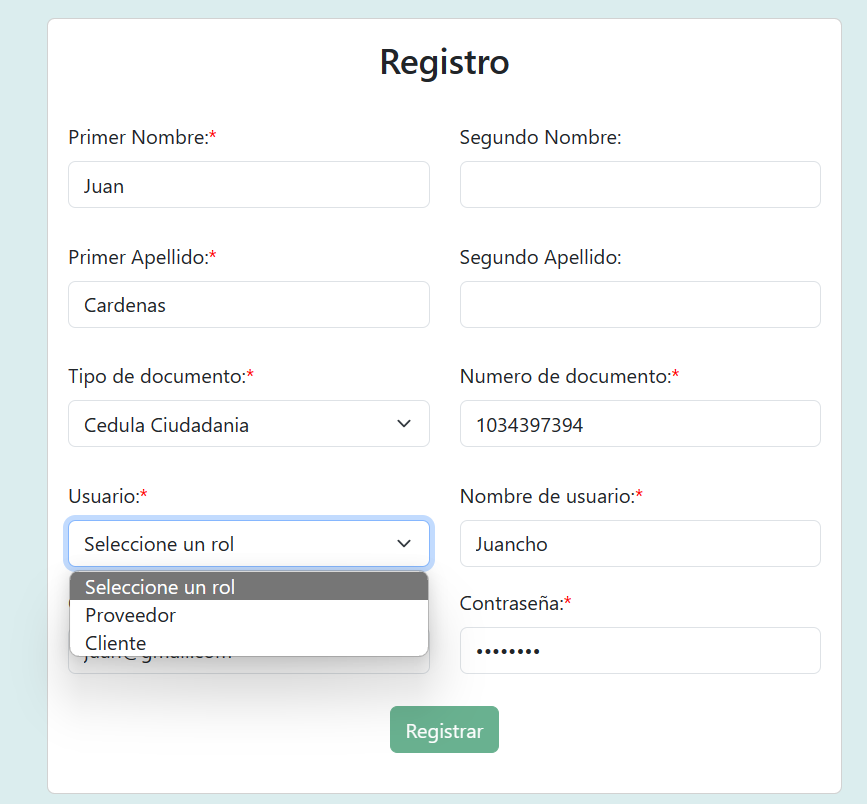 Registro
Primer Nombre:*
Segundo Nombre:
Juan
Primer Apellido:*
Segundo Apellido:
Cardenas
Tipo de documento:*
Numero de documento:*
Cedula Ciudadania
1034397394
Usuario:*
Nombre de usuario:*
Seleccione un rol
Juancho
Seleccione un rol
Proveedor
Cliente
Contraseña:*
••••••••
Registrar